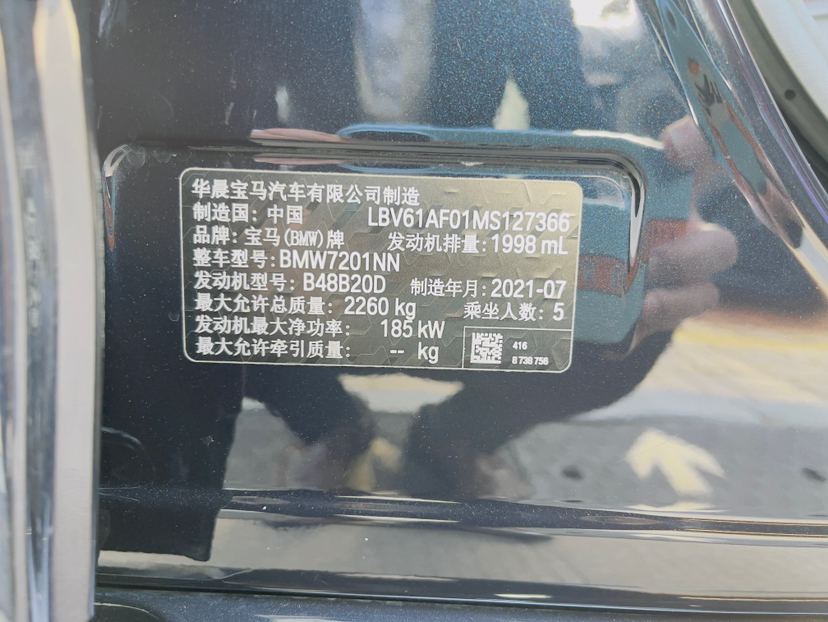 华晨宝马汽车有限公司制造
制造国：中国 LBV61AF01MS127366
品牌：宝马(BMW)牌 发动机排量：1998 mL
整车型号：BMW7201NN
发动机型号：B48B20D 制造年月：2021-07
最大允许总质量：2260 kg 乘坐人数：5
发动机最大净功率：185 kW
最大允许牵引质量：-- kg
416
8 738 756